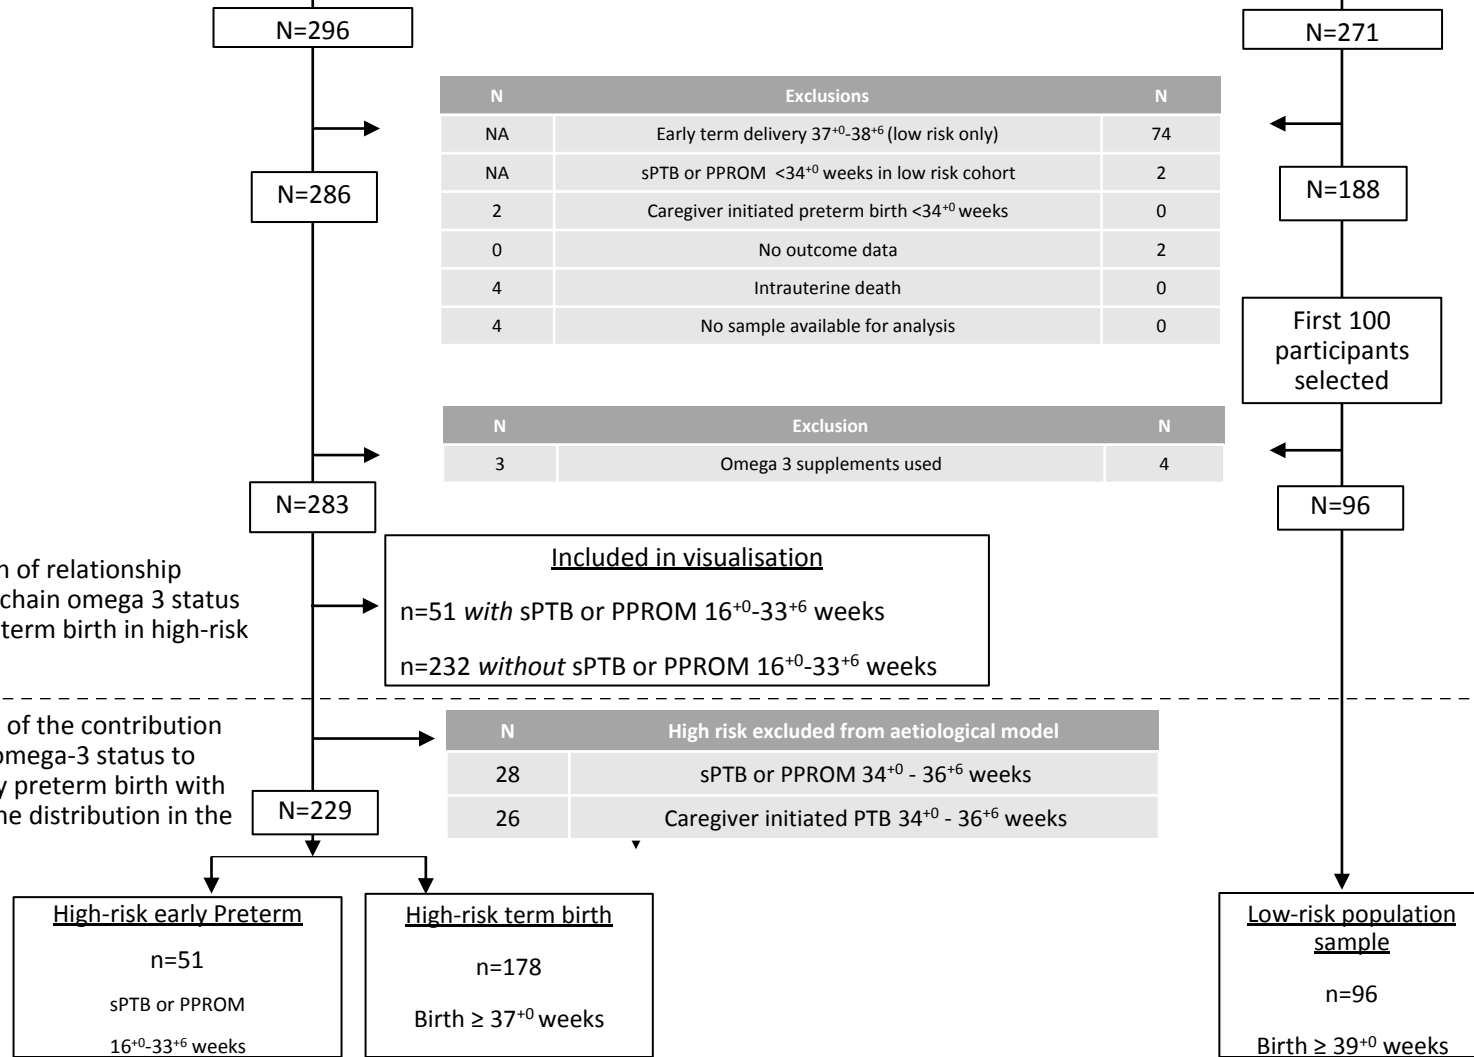 N=296
N=271
N Exclusions N
NA Early term delivery 37⁺⁰-38⁺⁶ (low risk only) 74
NA sPTB or PPROM <34⁺⁰ weeks in low risk cohort 2
2 Caregiver initiated preterm birth <34⁺⁰ weeks 0
0 No outcome data 2
4 Intrauterine death 0
4 No sample available for analysis 0
N=286
N=188
First 100
participants
selected
N Exclusion N
3 Omega 3 supplements used 4
N=283
N=96
of relationship
chain omega 3 status
term birth in high-risk
Included in visualisation
n=51 with sPTB or PPROM 16⁺⁰-33⁺⁶ weeks
n=232 without sPTB or PPROM 16⁺⁰-33⁺⁶ weeks
of the contribution
omega-3 status to
preterm birth with
distribution in the
N High risk excluded from aetiological model
28 sPTB or PPROM 34⁺⁰ - 36⁺⁶ weeks
26 Caregiver initiated PTB 34⁺⁰ - 36⁺⁶ weeks
N=229
High-risk early Preterm
n=51
sPTB or PPROM
16⁺⁰-33⁺⁶ weeks
High-risk term birth
n=178
Birth ≥ 37⁺⁰ weeks
Low-risk population
sample
n=96
Birth ≥ 39⁺⁰ weeks